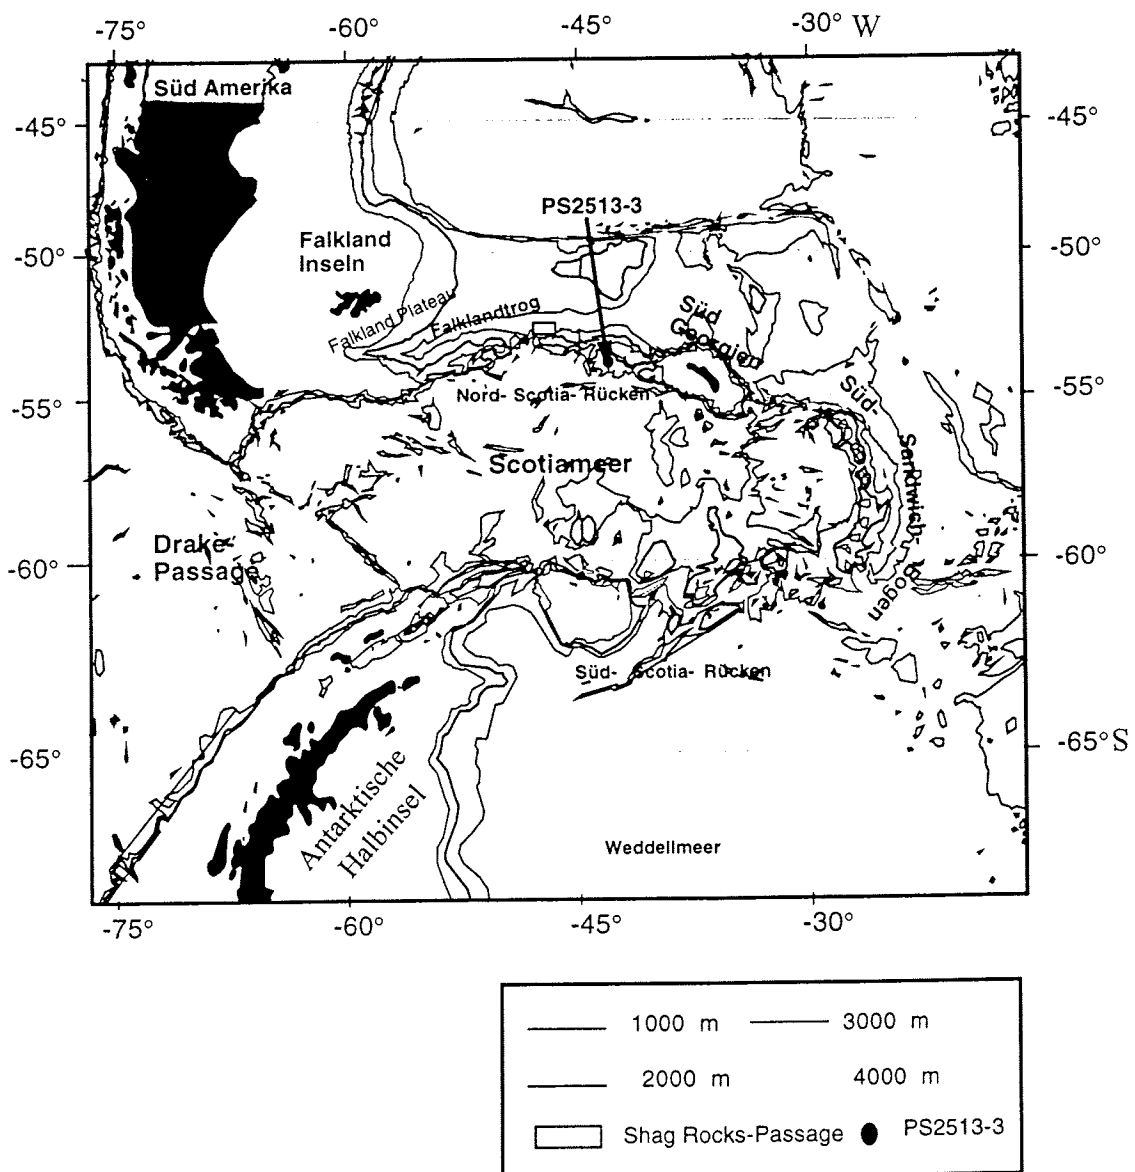 -75° -60° -45° -30° W
Süd Amerika
-45° -45°
PS2513-3
Falkland
Inseln
-50° -50°
Falkland Plateau
Falklandtrog
Süd
Georgien
Nord- Scotia- Rücken
-55° -55°
Süd-
Sandwich-
Bogen
Scotiameer
Drake-
Passage
-60° -60°
Süd- Scotia- Rücken
-65° -65°S
Antarktische
Halbinsel
Weddellmeer
-75° -60° -45° -30°
1000 m 3000 m
2000 m 4000 m
Shag Rocks-Passage PS2513-3